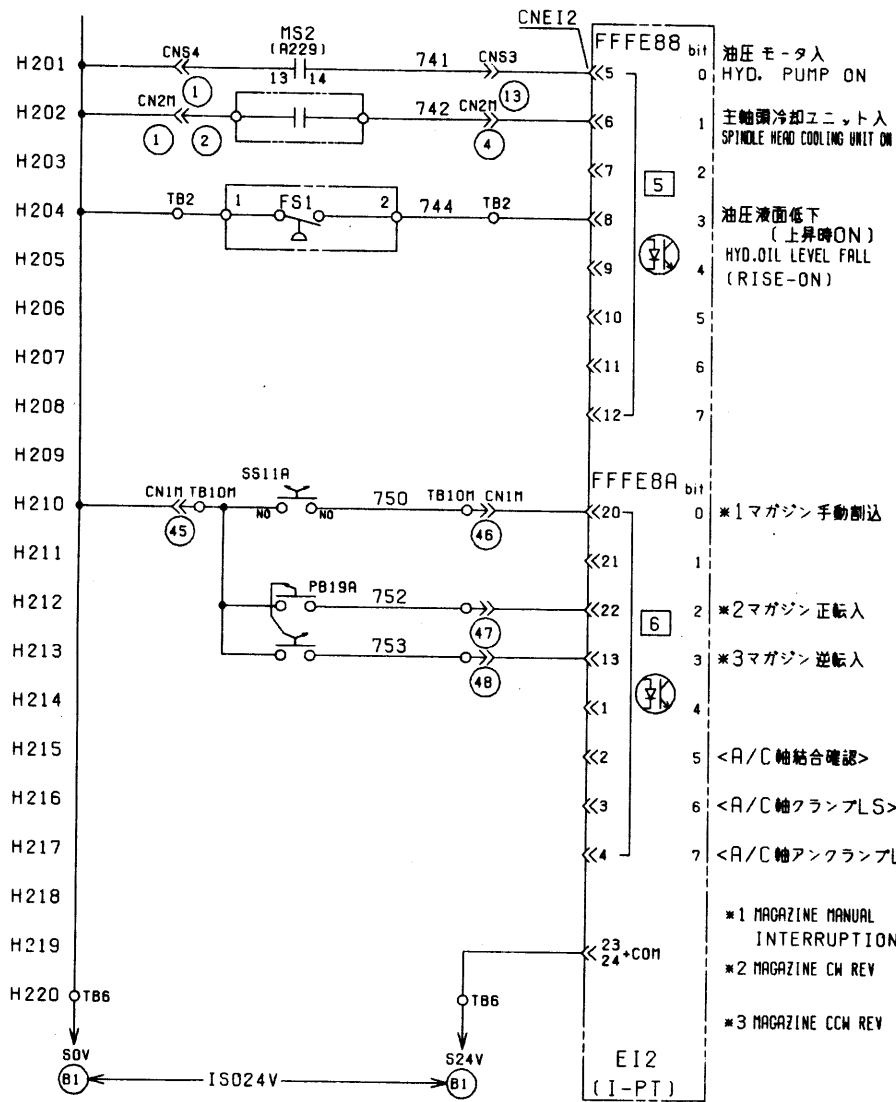 CNEI2
MS2
(A229)
FFFE88 bit
H201 CNS4 13 14 741 CNS3 5 0 油圧モータ入
HYD. PUMP ON
1 13
H202 CN2M 742 CN2M 6 1 主軸頭冷却ユニット入
SPINDLE HEAD COOLING UNIT ON
1 2 4
H203 7 2
5
H204 TB2 1 FS1 2 744 TB2 8 3 油圧液面低下
(上昇時ON)
H205 9 4 HYD.OIL LEVEL FALL
(RISE-ON)
H206 10 5
H207 11 6
H208 12 7
H209
SS11A
FFFE8A bit
H210 CN1M TB10M NO NO 750 TB10M CN1M 20 0 *1マガジン手動割込
45 46
H211 21 1
PB19A
H212 752 22 2 *2マガジン正転入
47 6
H213 753 13 3 *3マガジン逆転入
48
H214 1 4
H215 2 5 <A/C軸結合確認>
H216 3 6 <A/C軸クランプLS>
H217 4 7 <A/C軸アンクランプL
H218
*1 MAGAZINE MANUAL
INTERRUPTION
H219 23
24 +COM
*2 MAGAZINE CW REV
H220 TB6 TB6
*3 MAGAZINE CCW REV
S0V S24V
B1 ISO24V B1
EI2
(I-PT)